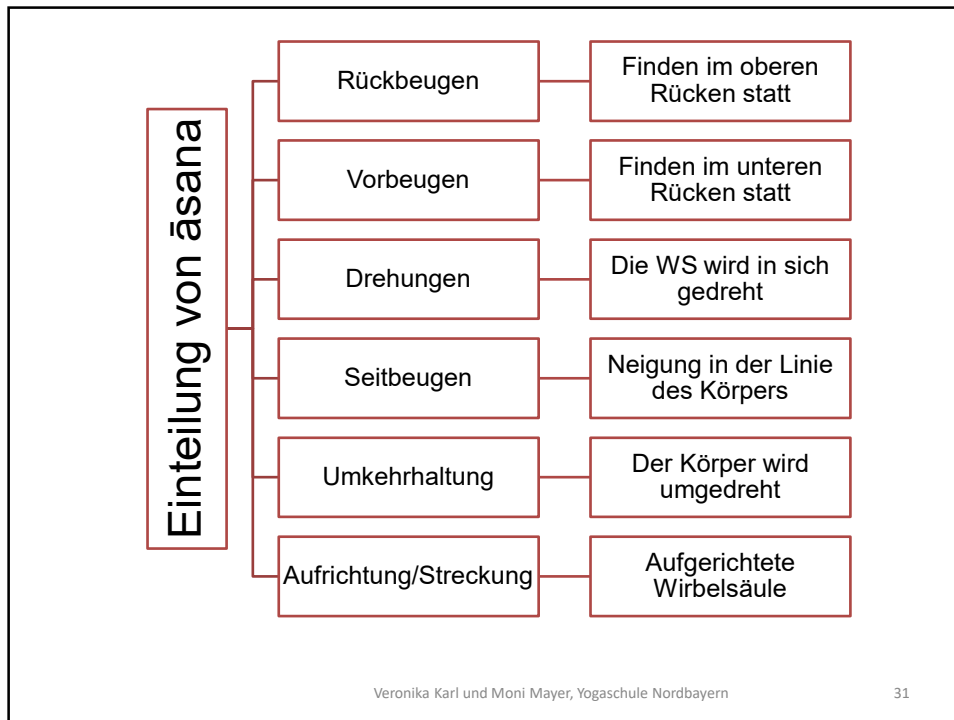 Einteilung von āsana
Rückbeugen
Finden im oberen
Rücken statt
Vorbeugen
Finden im unteren
Rücken statt
Drehungen
Die WS wird in sich
gedreht
Seitbeugen
Neigung in der Linie
des Körpers
Umkehrhaltung
Der Körper wird
umgedreht
Aufrichtung/Streckung
Aufgerichtete
Wirbelsäule
Veronika Karl und Moni Mayer, Yogaschule Nordbayern
31